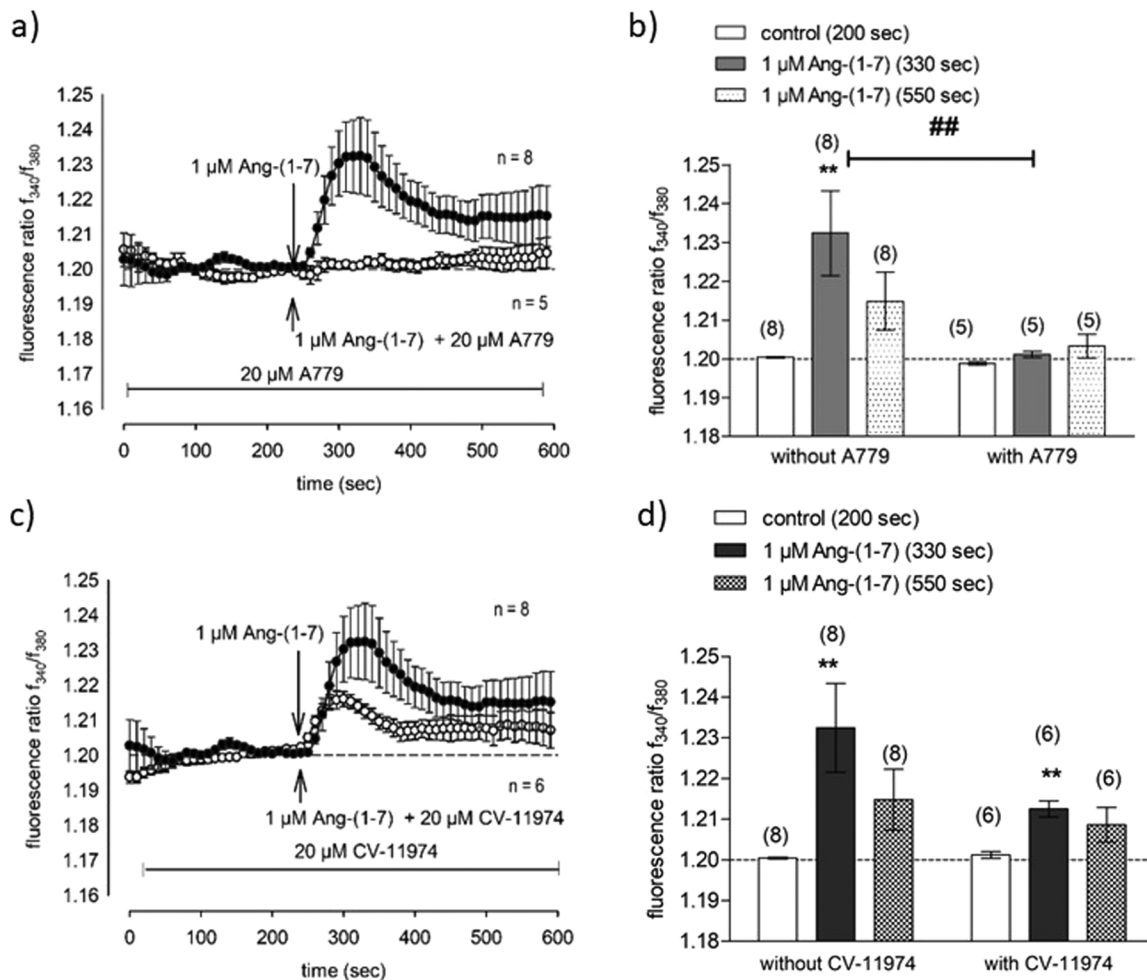 a)
1.25
1.24
1.23
1.22
1.21
1.20
1.19
1.18
1.17
1.16
fluorescence ratio f340/f380
1 µM Ang-(1-7)
n = 8
n = 5
1 µM Ang-(1-7) + 20 µM A779
20 µM A779
0 100 200 300 400 500 600
time (sec)
b)
control (200 sec)
1 µM Ang-(1-7) (330 sec)
1 µM Ang-(1-7) (550 sec)
##
1.25
1.24
1.23
1.22
1.21
1.20
1.19
1.18
fluorescence ratio f340/f380
(8)
(8)
**
(8)
(5)
(5)
(5)
without A779
with A779
c)
1.25
1.24
1.23
1.22
1.21
1.20
1.19
1.18
1.17
1.16
fluorescence ratio f340/f380
1 µM Ang-(1-7)
n = 8
n = 6
1 µM Ang-(1-7) + 20 µM CV-11974
20 µM CV-11974
0 100 200 300 400 500 600
time (sec)
d)
control (200 sec)
1 µM Ang-(1-7) (330 sec)
1 µM Ang-(1-7) (550 sec)
1.25
1.24
1.23
1.22
1.21
1.20
1.19
1.18
fluorescence ratio f340/f380
(8)
(8)
**
(8)
(6)
(6)
**
(6)
without CV-11974
with CV-11974